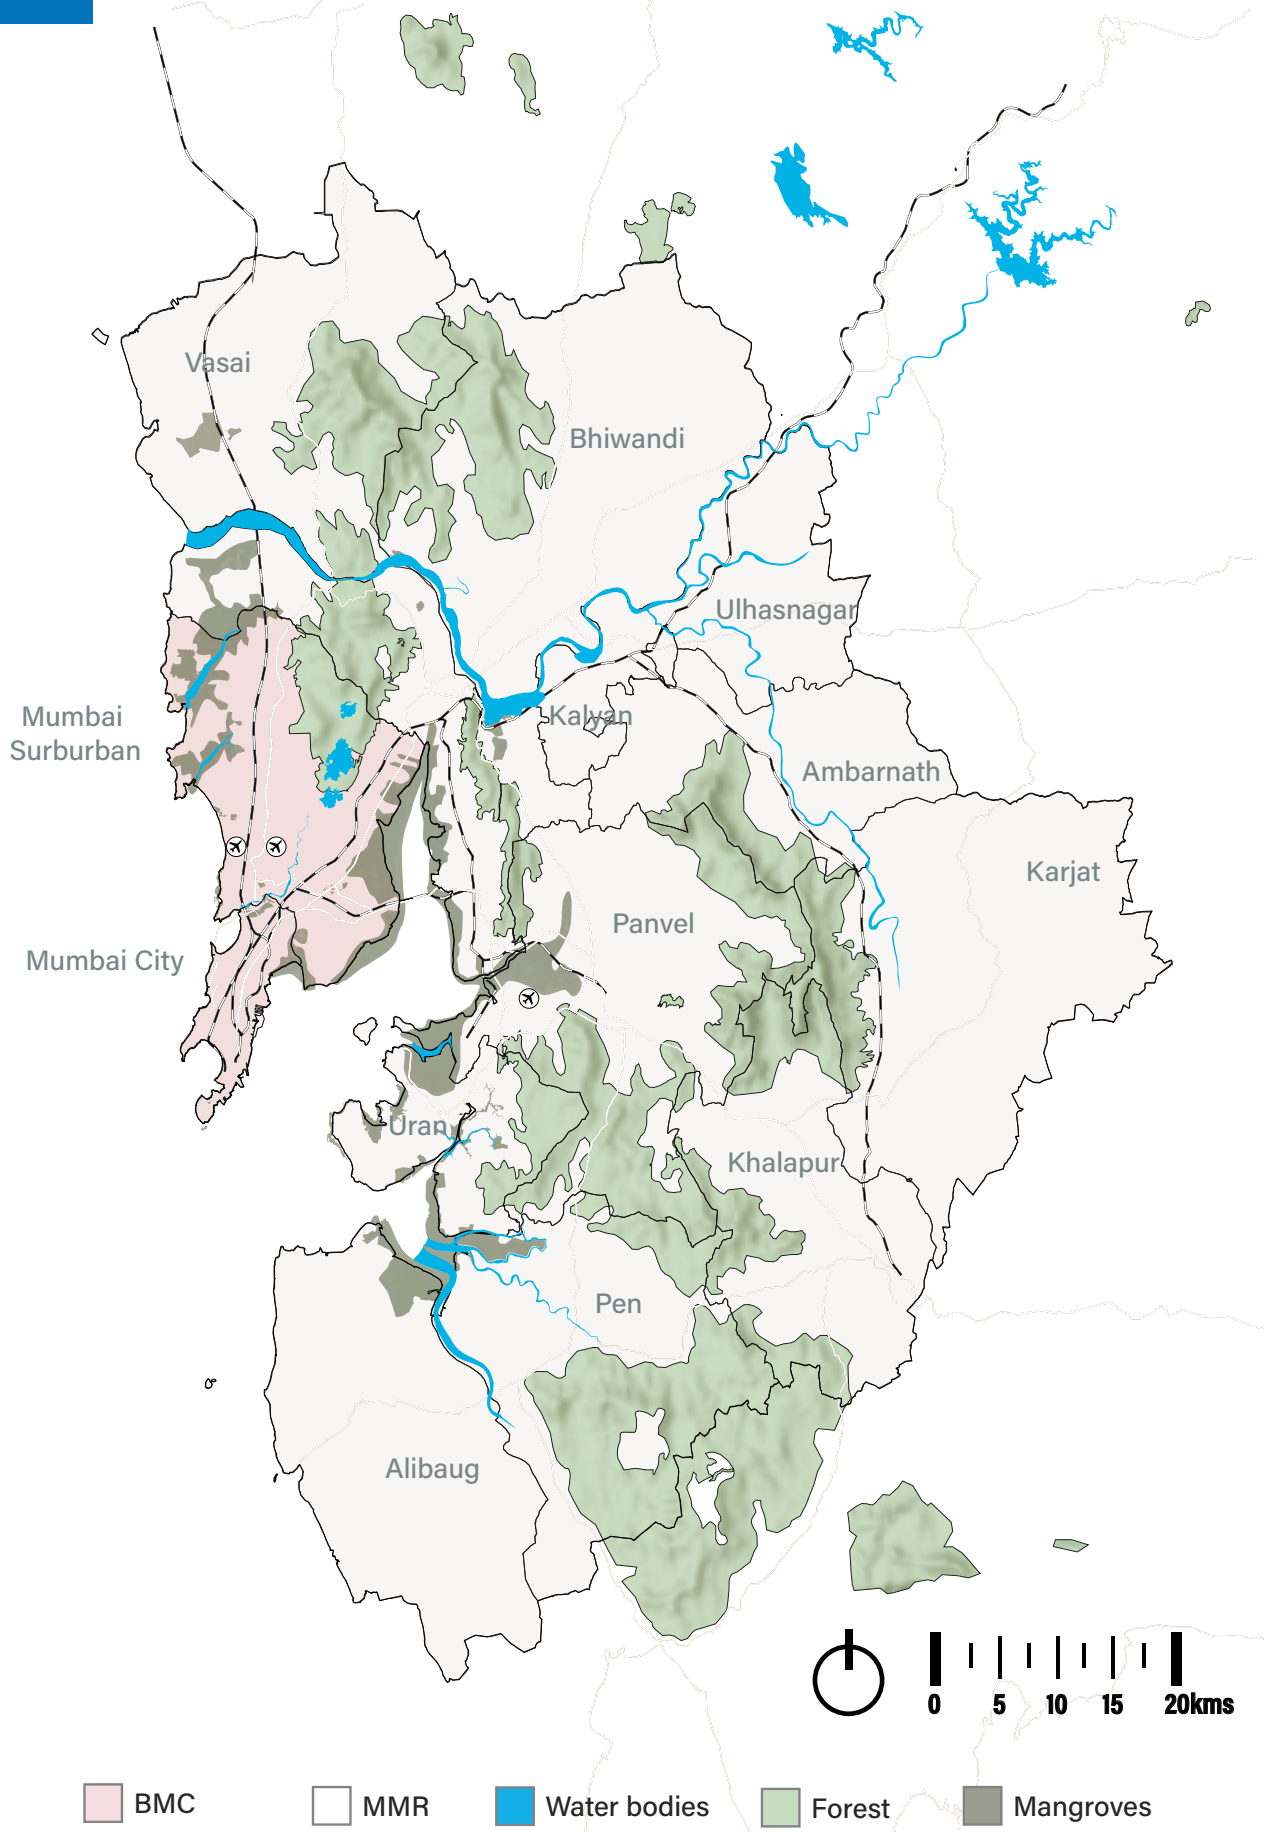 Vasai
Bhiwandi
Ulhasnagar
Mumbai
Surburban
Kalyan
Ambarnath
Karjat
Panvel
Mumbai City
Uran
Khalapur
Pen
Alibaug
0 5 10 15 20kms
BMC MMR Water bodies Forest Mangroves